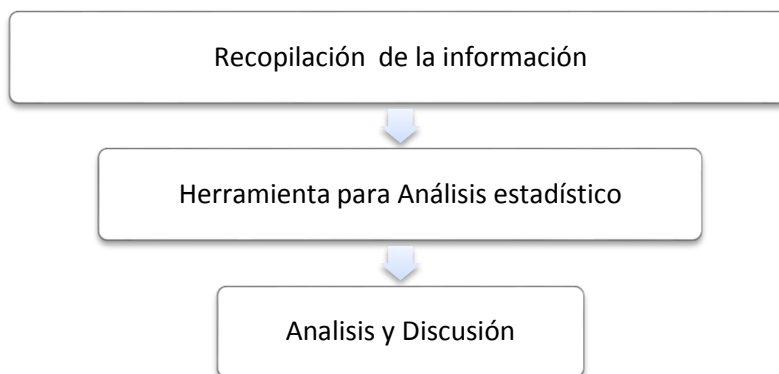 Recopilación de la información
Herramienta para Análisis estadístico
Analisis y Discusión